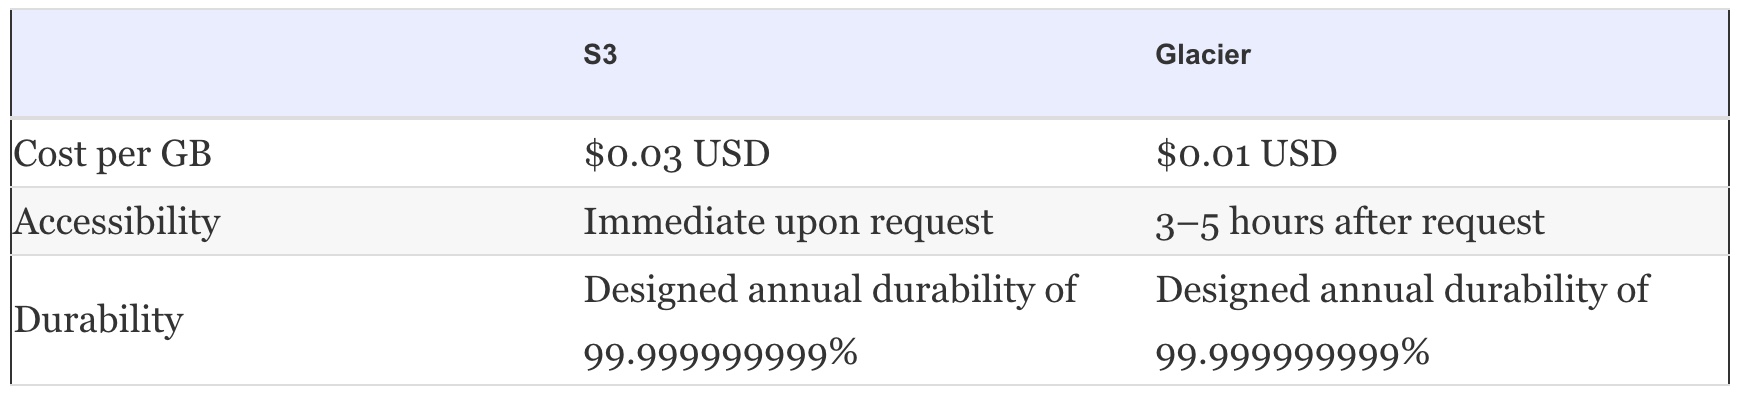 S3 Glacier
Cost per GB $0.03 USD $0.01 USD
Accessibility Immediate upon request 3–5 hours after request
Durability Designed annual durability of 99.999999999% Designed annual durability of 99.999999999%